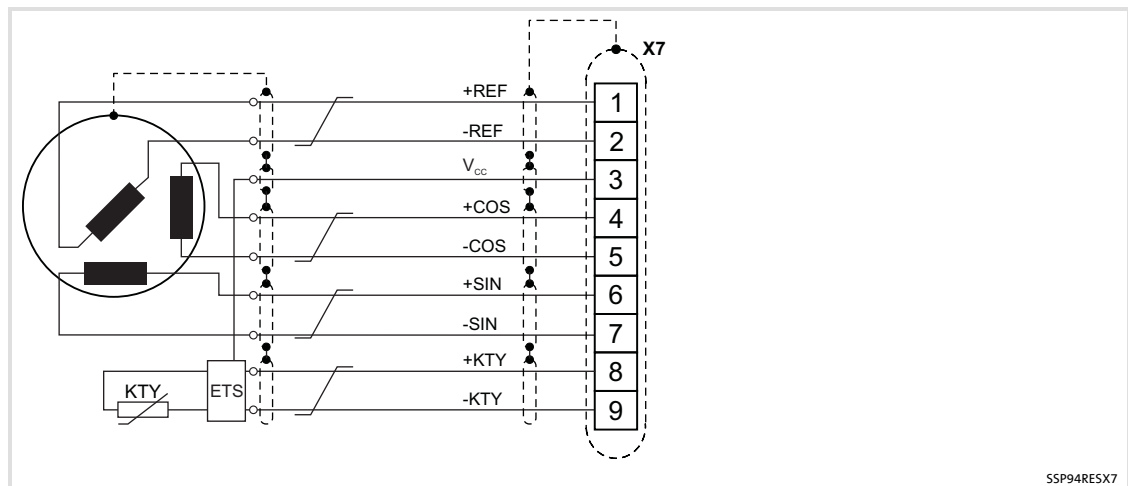 X7
+REF
1
-REF
2
Vcc
3
+COS
4
-COS
5
+SIN
6
-SIN
7
+KTY
8
KTY
ETS
-KTY
9
SSP94RESX7